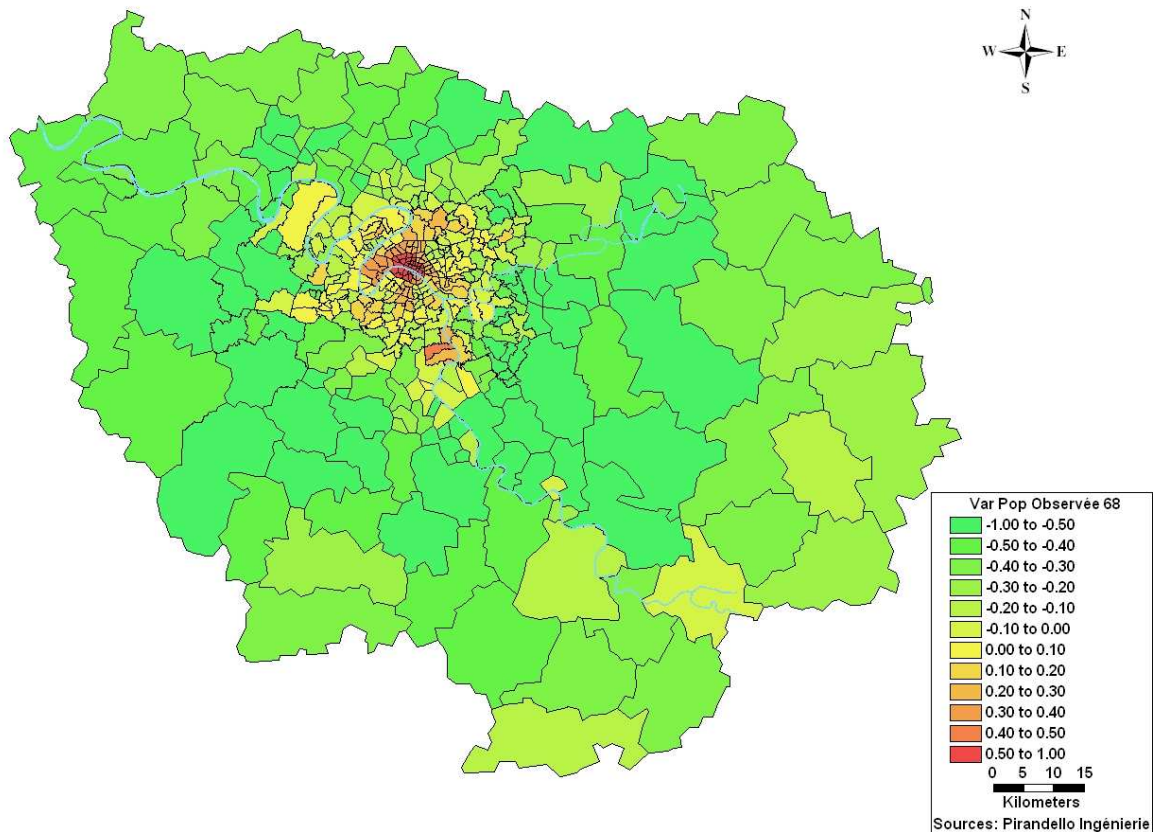 N
W E
S
Var Pop Observée 68
-1.00 to -0.50
-0.50 to -0.40
-0.40 to -0.30
-0.30 to -0.20
-0.20 to -0.10
-0.10 to 0.00
0.00 to 0.10
0.10 to 0.20
0.20 to 0.30
0.30 to 0.40
0.40 to 0.50
0.50 to 1.00
0 5 10 15
Kilometers
Sources: Pirandello Ingénierie